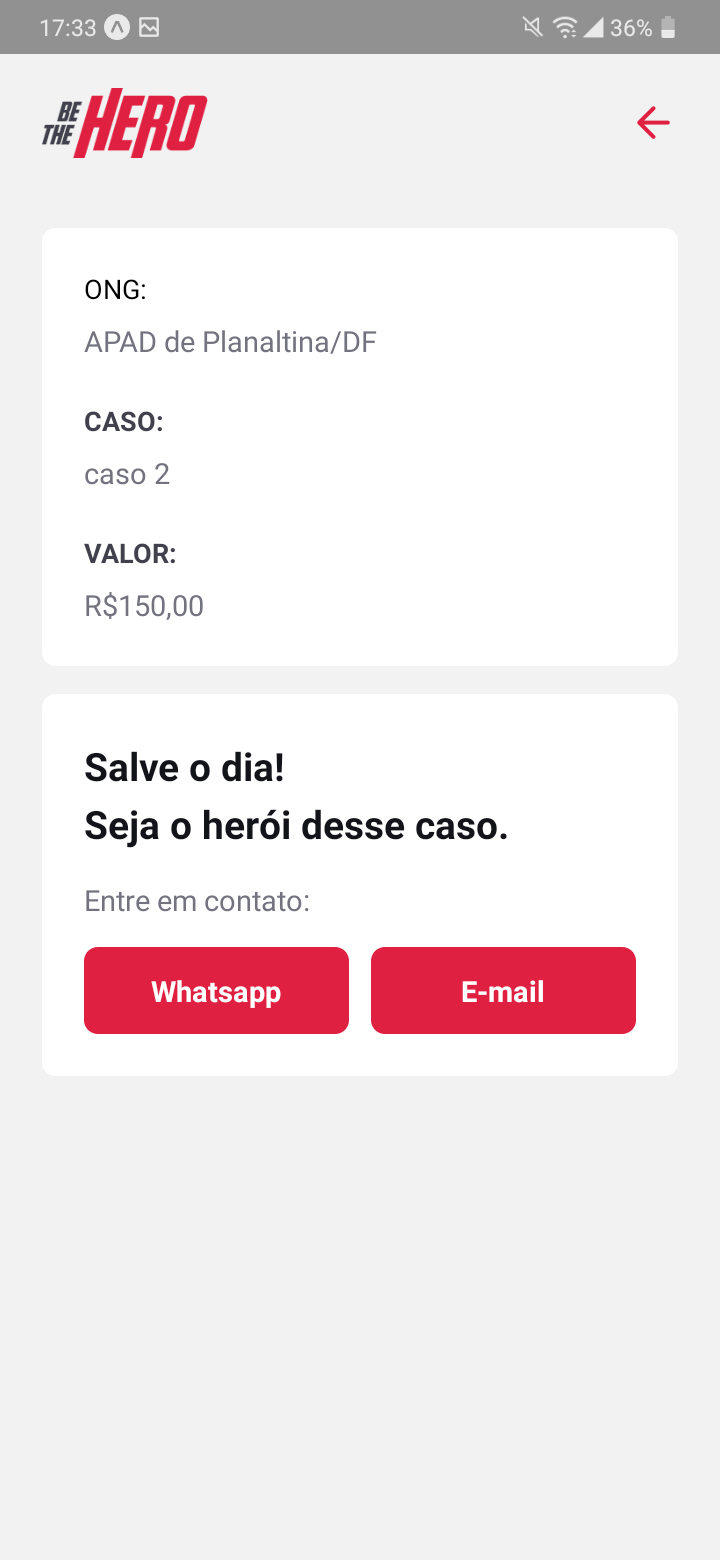 17:33 36%
BE
THE HERO
ONG:
APAD de Planaltina/DF
CASO:
caso 2
VALOR:
R$150,00
Salve o dia!
Seja o herói desse caso.
Entre em contato:
Whatsapp E-mail